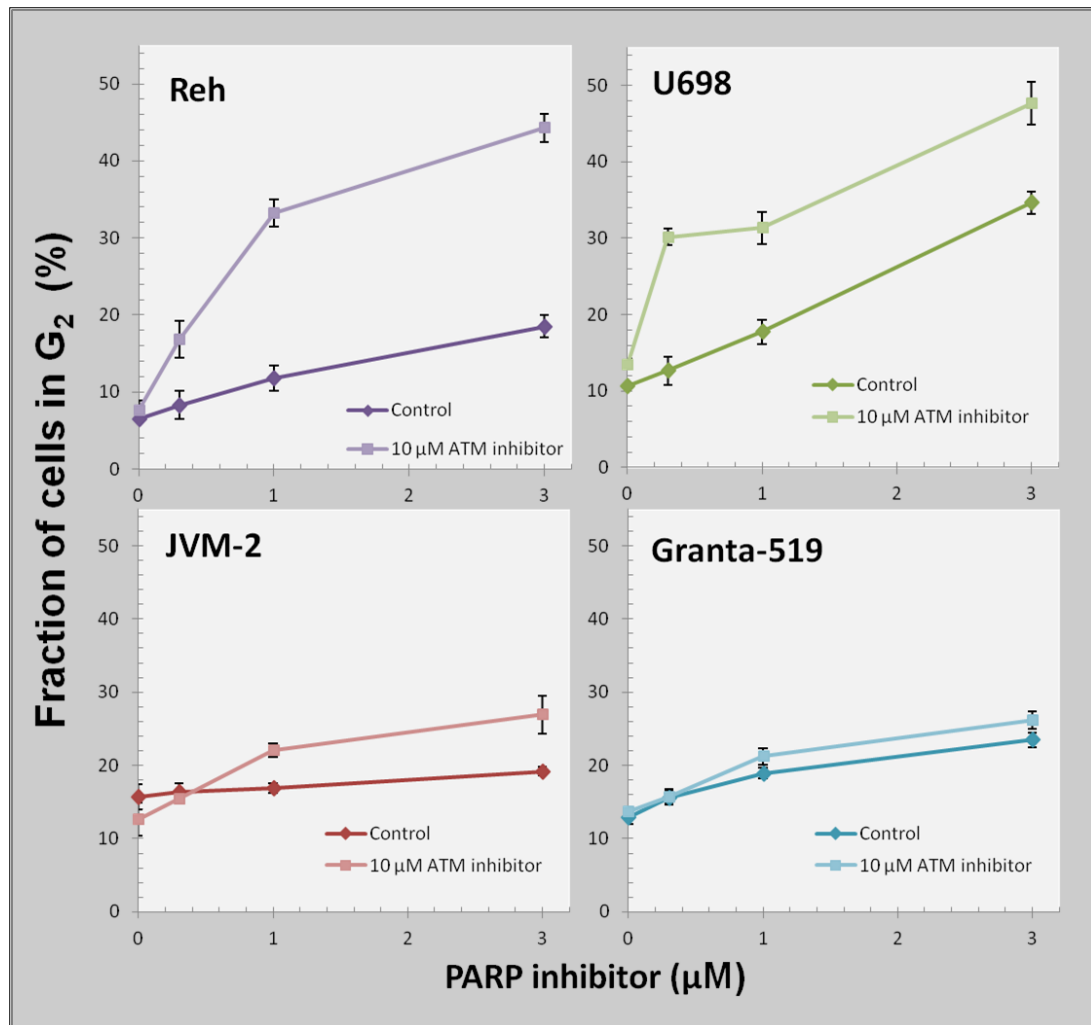 Fraction of cells in G₂ (%)
Reh
50
40
30
20
10
0
Control
10 µM ATM inhibitor
0 1 2 3
U698
50
40
30
20
10
0
Control
10 µM ATM inhibitor
0 1 2 3
JVM-2
50
40
30
20
10
0
Control
10 µM ATM inhibitor
0 1 2 3
Granta-519
50
40
30
20
10
0
Control
10 µM ATM inhibitor
0 1 2 3
PARP inhibitor (µM)